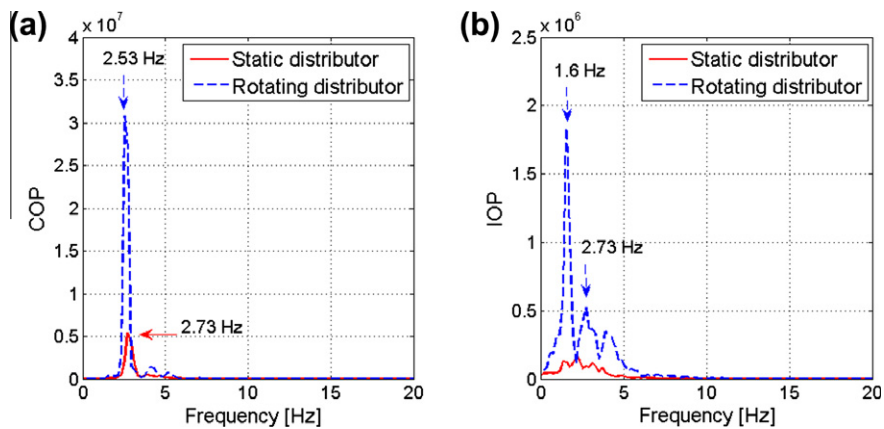 (a)
x 10^7
2.53 Hz
Static distributor
Rotating distributor
4
3.5
3
2.5
2
1.5
1
0.5
0
COP
2.73 Hz
0 5 10 15 20
Frequency [Hz]
(b)
x 10^6
1.6 Hz
Static distributor
Rotating distributor
2.5
2
1.5
1
0.5
0
IOP
2.73 Hz
0 5 10 15 20
Frequency [Hz]